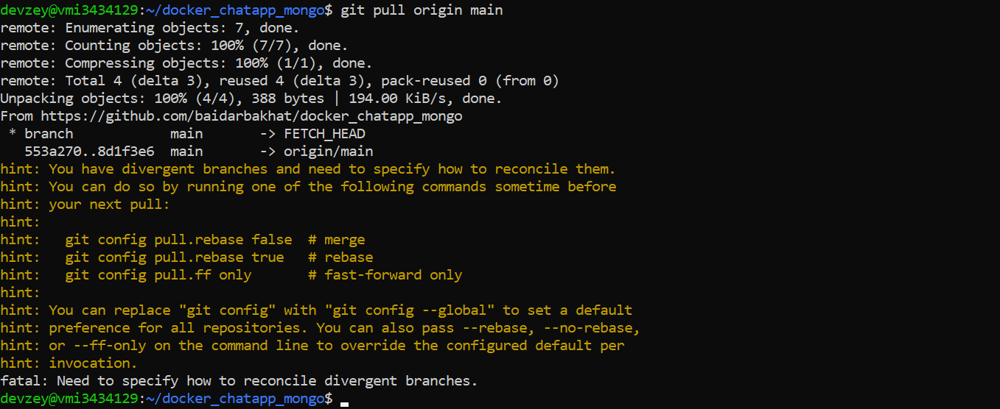 devzey@vmi3434129:~/docker_chatapp_mongo$ git pull origin main
remote: Enumerating objects: 7, done.
remote: Counting objects: 100% (7/7), done.
remote: Compressing objects: 100% (1/1), done.
remote: Total 4 (delta 3), reused 4 (delta 3), pack-reused 0 (from 0)
Unpacking objects: 100% (4/4), 388 bytes | 194.00 KiB/s, done.
From https://github.com/baidarbakhat/docker_chatapp_mongo
 * branch            main       -> FETCH_HEAD
   553a270..8d1f3e6  main       -> origin/main
hint: You have divergent branches and need to specify how to reconcile them.
hint: You can do so by running one of the following commands sometime before
hint: your next pull:
hint:
hint:   git config pull.rebase false  # merge
hint:   git config pull.rebase true   # rebase
hint:   git config pull.ff only       # fast-forward only
hint:
hint: You can replace "git config" with "git config --global" to set a default
hint: preference for all repositories. You can also pass --rebase, --no-rebase,
hint: or --ff-only on the command line to override the configured default per
hint: invocation.
fatal: Need to specify how to reconcile divergent branches.
devzey@vmi3434129:~/docker_chatapp_mongo$